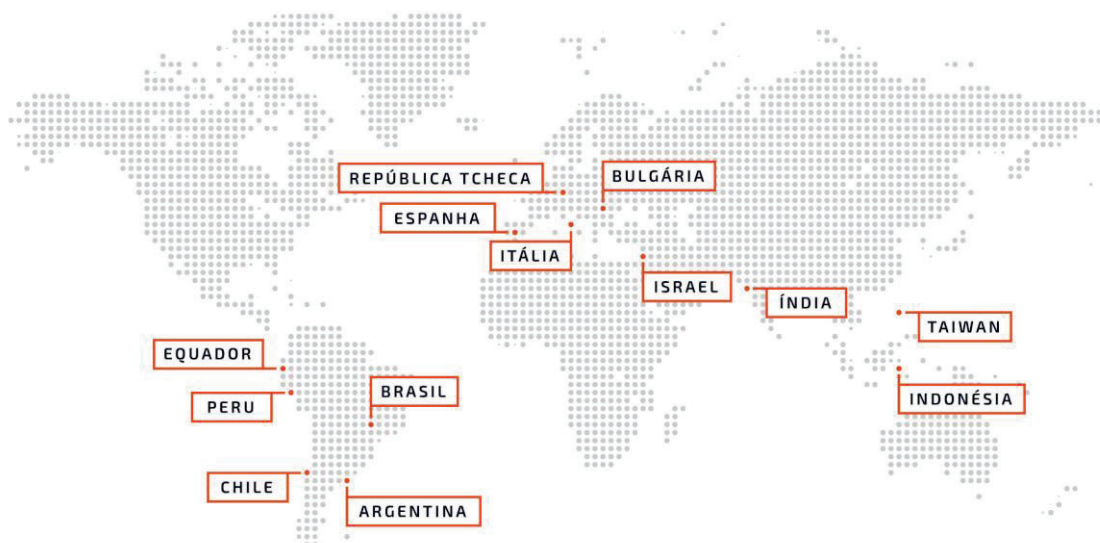 REPÚBLICA TCHECA
BULGÁRIA
ESPANHA
ITÁLIA
ISRAEL
ÍNDIA
TAIWAN
EQUADOR
BRASIL
PERU
INDONÉSIA
CHILE
ARGENTINA